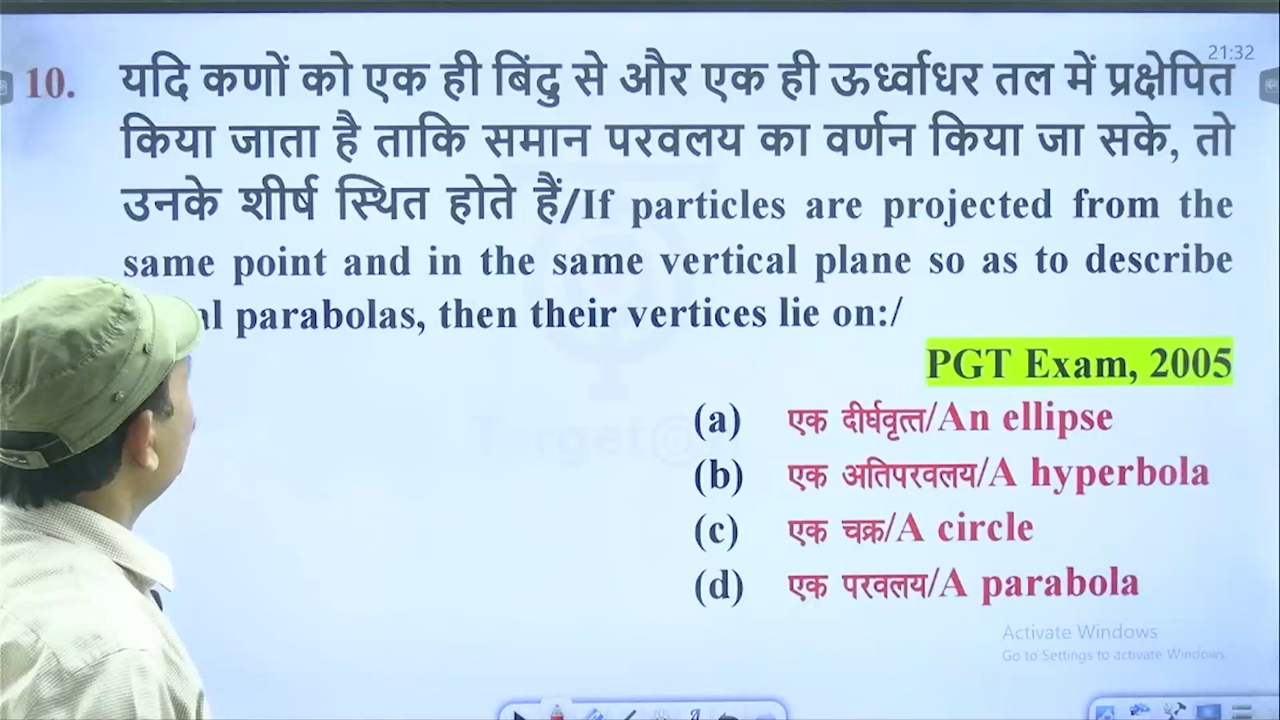 21:32
10. यदि कणों को एक ही बिंदु से और एक ही ऊर्ध्वाधर तल में प्रक्षेपित
किया जाता है ताकि समान परवलय का वर्णन किया जा सके, तो
उनके शीर्ष स्थित होते हैं/If particles are projected from the
same point and in the same vertical plane so as to describe
parabolas, then their vertices lie on:/
PGT Exam, 2005
(a) एक दीर्घवृत्त/An ellipse
(b) एक अतिपरवलय/A hyperbola
(c) एक चक्र/A circle
(d) एक परवलय/A parabola
Target@
Activate Windows
Go to Settings to activate Windows.